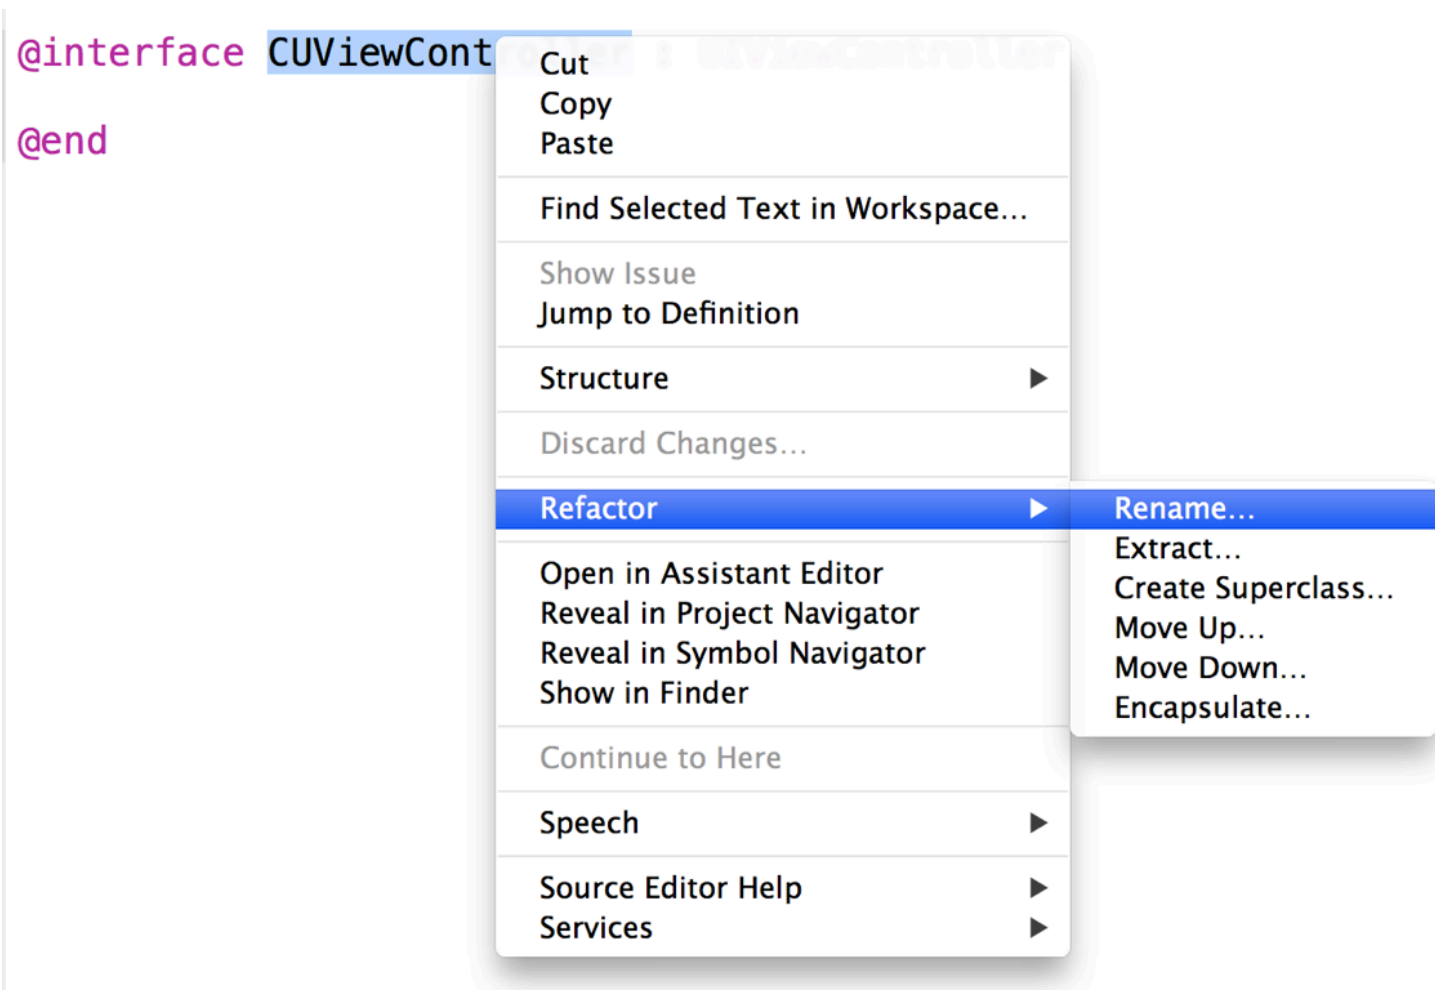 @interface CUViewController : UIViewController
@end
Cut
Copy
Paste
Find Selected Text in Workspace...
Show Issue
Jump to Definition
Structure
Discard Changes...
Refactor
Rename...
Extract...
Create Superclass...
Move Up...
Move Down...
Encapsulate...
Open in Assistant Editor
Reveal in Project Navigator
Reveal in Symbol Navigator
Show in Finder
Continue to Here
Speech
Source Editor Help
Services